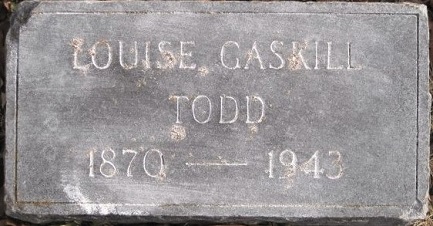 LOUISE GASKILL
TODD
1870 — 1943